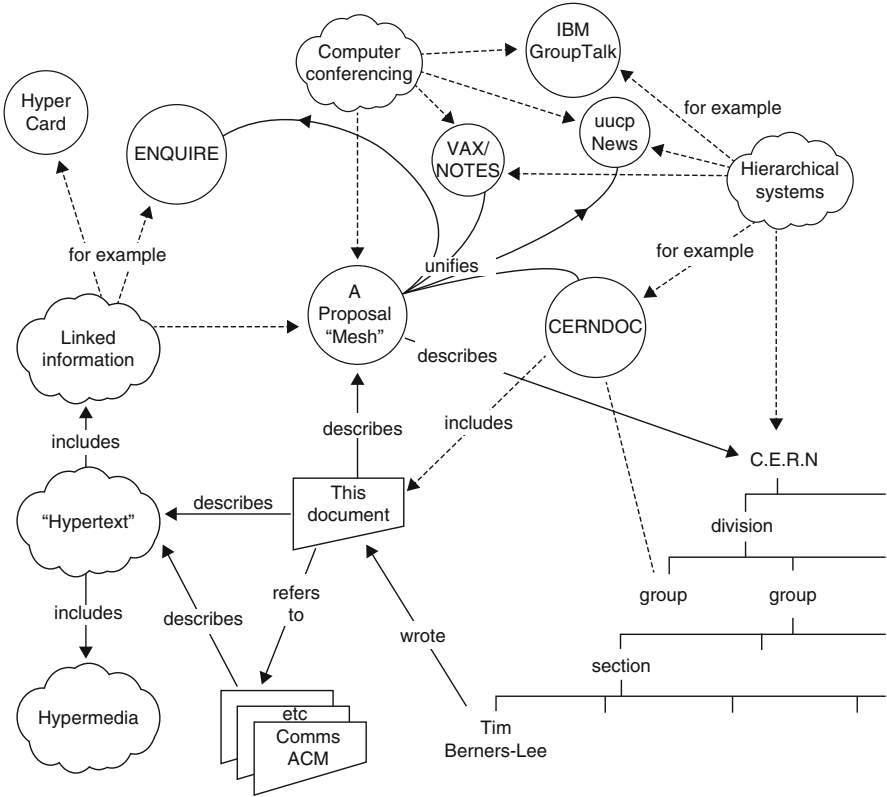 IBM
GroupTalk
Computer
conferencing
Hyper
Card
for example
uucp
News
ENQUIRE
VAX/
NOTES
Hierarchical
systems
for example
for example
unifies
A
Proposal
“Mesh”
CERNDOC
Linked
information
describes
includes
describes
includes
C.E.R.N
This
document
describes
“Hypertext”
division
refers
to
group
group
includes
describes
wrote
section
Hypermedia
etc
Comms
ACM
Tim
Berners-Lee